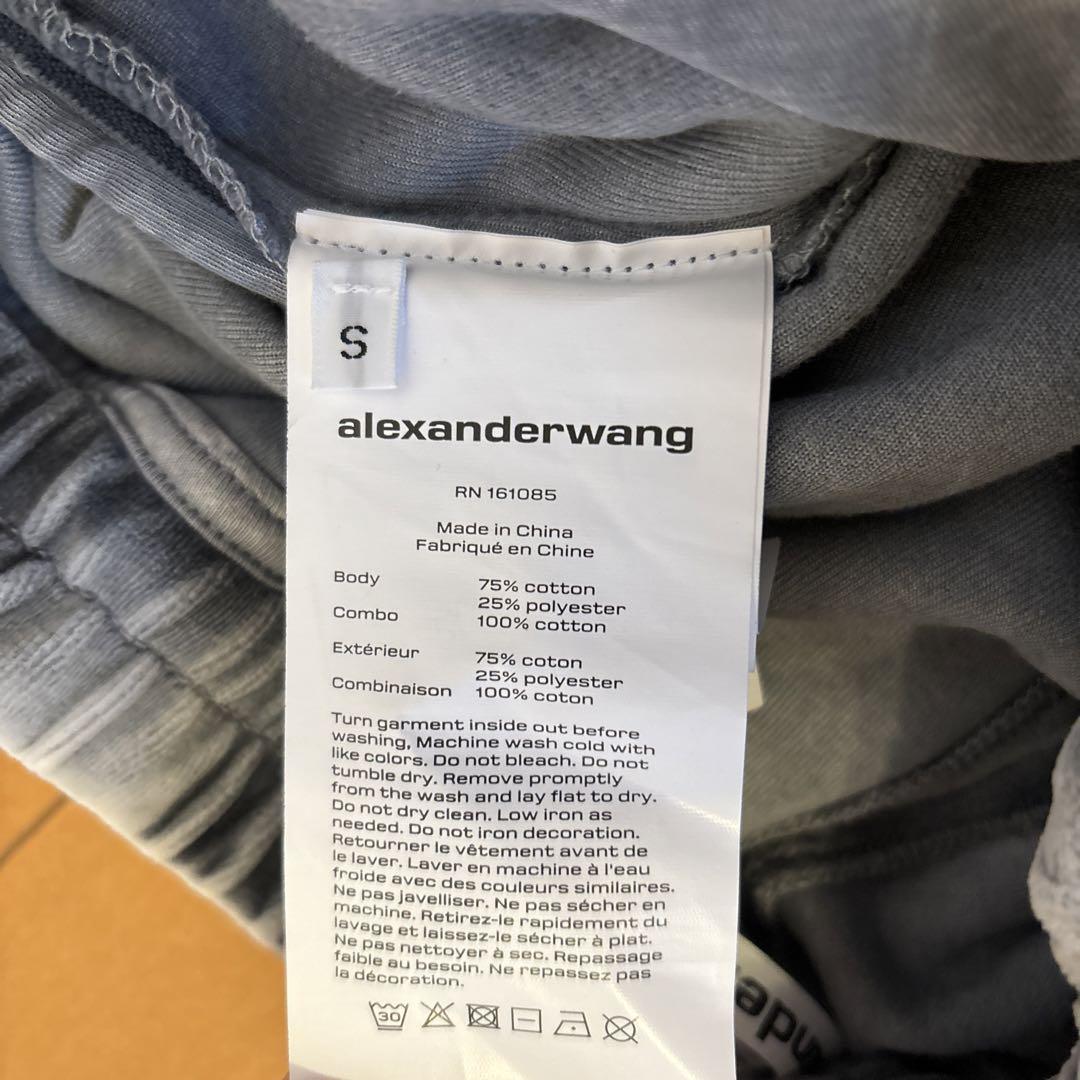 S
alexanderwang
RN 161085
Made in China
Fabriqué en Chine
Body 75% cotton
25% polyester
Combo 100% cotton
Extérieur 75% coton
25% polyester
Combinaison 100% coton
Turn garment inside out before
washing, Machine wash cold with
like colors. Do not bleach. Do not
tumble dry. Remove promptly
from the wash and lay flat to dry.
Do not dry clean. Low iron as
needed. Do not iron decoration.
Retourner le vêtement avant de
le laver. Laver en machine à l'eau
froide avec des couleurs similaires.
Ne pas javelliser. Ne pas sécher en
machine. Retirez-le rapidement du
lavage et laissez-le sécher à plat.
Ne pas nettoyer à sec. Repassage
faible au besoin. Ne repassez pas
la décoration.
30